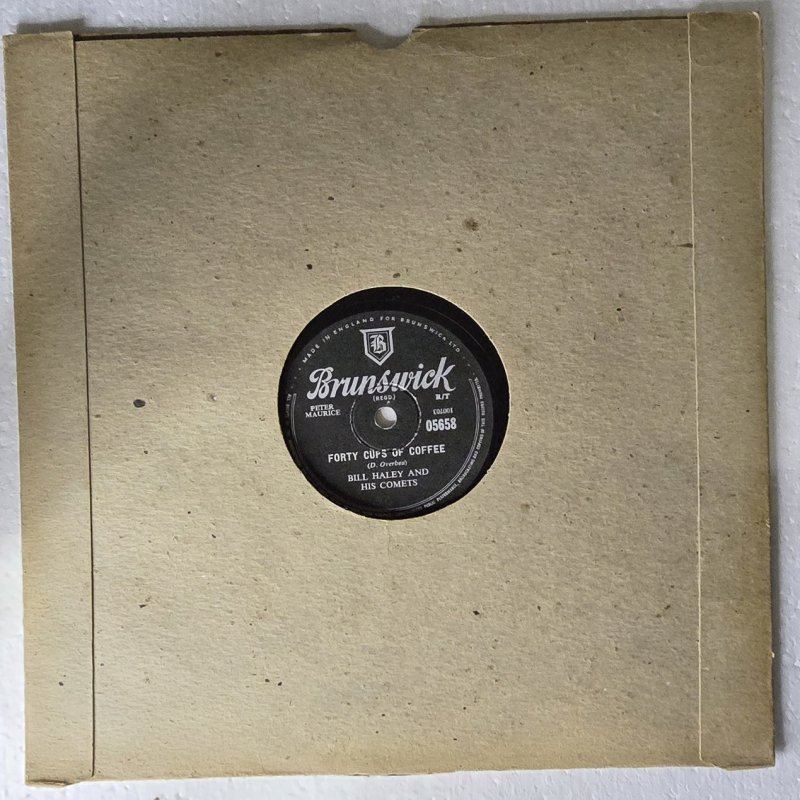 MADE IN ENGLAND FOR BRUNSWICK LTD.
B
Brunswick
(REGD.)
R/T
PETER
MAURICE
100703
05658
FORTY CUPS OF COFFEE
(D. Overbea)
BILL HALEY AND
HIS COMETS